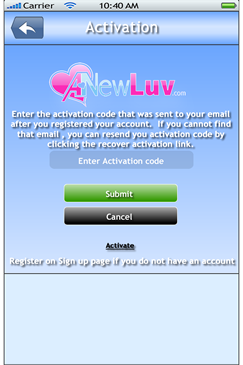 Carrier 10:40 AM
Activation
ANewLuv.com
Enter the activation code that was sent to your email
after you registered your account. If you cannot find
that email , you can resend you activation code by
clicking the recover activation link.
Enter Activation code
Submit
Cancel
Activate
Register on Sign up page if you do not have an account